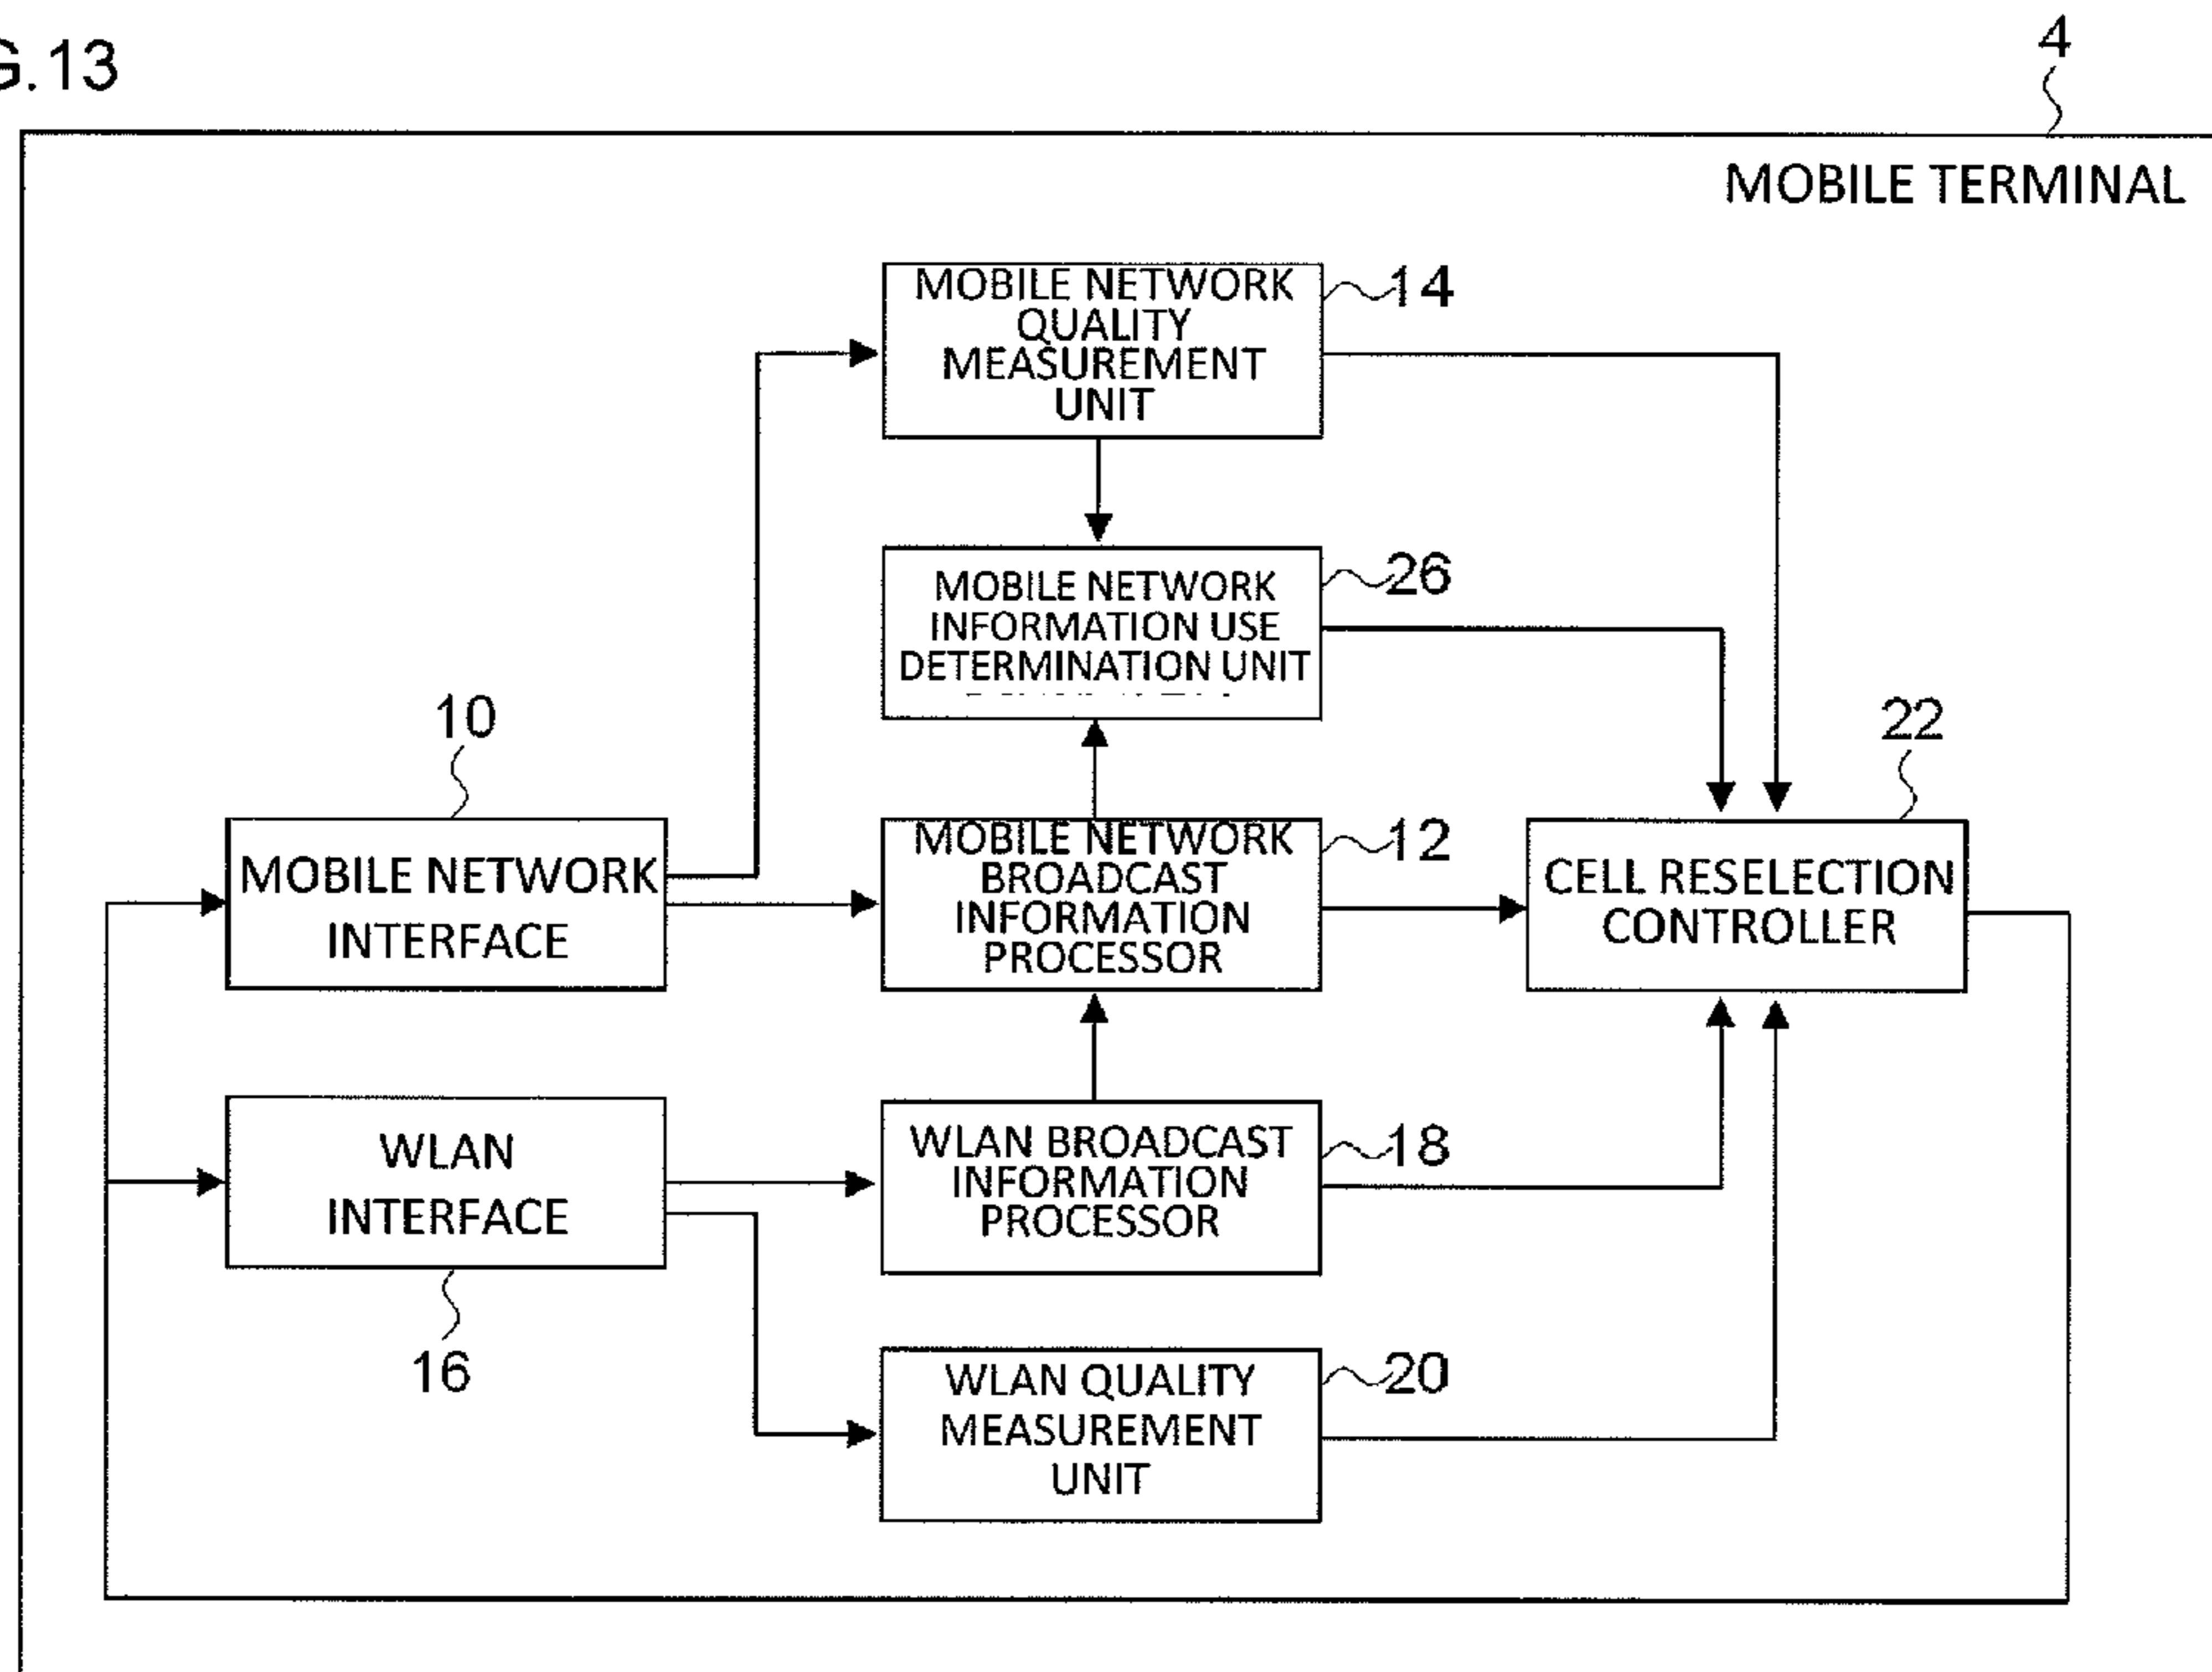 G.13
4
MOBILE TERMINAL
MOBILE NETWORK
QUALITY
MEASUREMENT
UNIT
14
MOBILE NETWORK
INFORMATION USE
DETERMINATION UNIT
26
10
MOBILE NETWORK
INTERFACE
MOBILE NETWORK
BROADCAST
INFORMATION
PROCESSOR
12
22
CELL RESELECTION
CONTROLLER
WLAN
INTERFACE
16
WLAN BROADCAST
INFORMATION
PROCESSOR
18
WLAN QUALITY
MEASUREMENT
UNIT
20